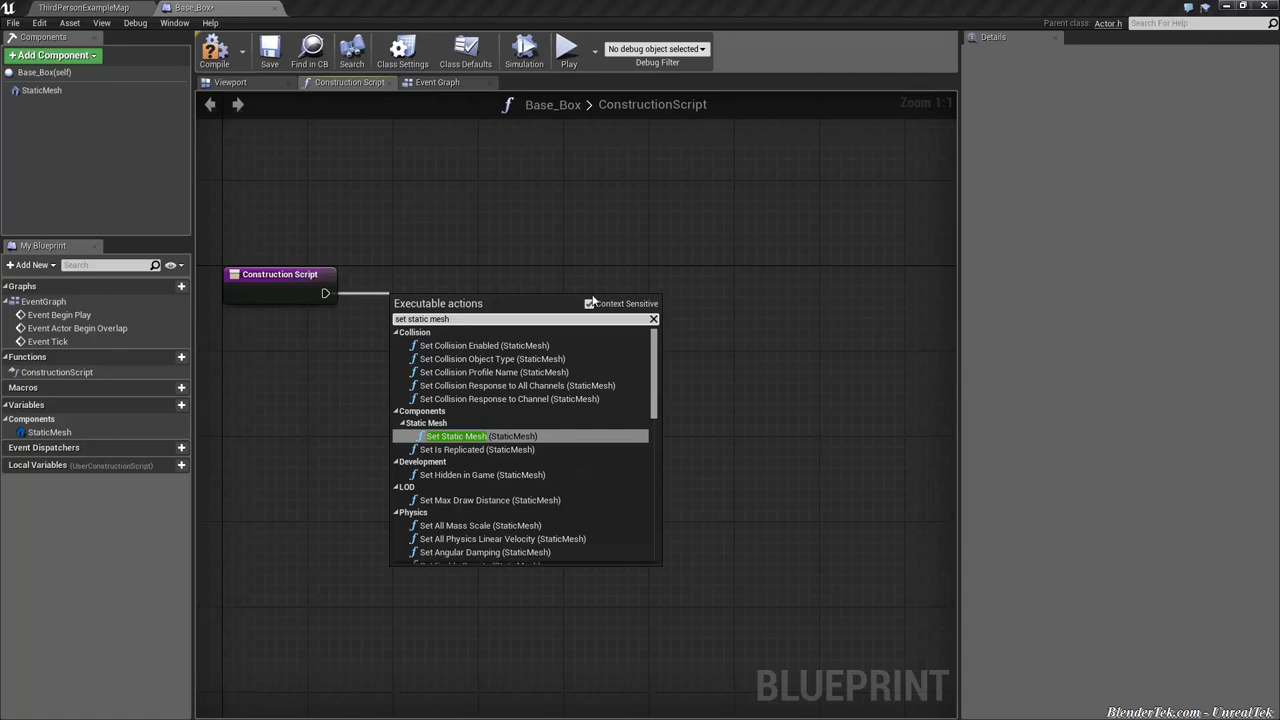 ThirdPersonExampleMap
Base_Box*
File Edit Asset View Debug Window Help
Parent class: Actor.h
Search For Help
Components
Details
+Add Component
Compile
Save
Find in CB
Search
Class Settings
Class Defaults
Simulation
Play
No debug object selected
Debug Filter
Base_Box(self)
StaticMesh
Viewport
Construction Script
Event Graph
f Base_Box > ConstructionScript
Zoom 1:1
My Blueprint
+Add New
Search
Graphs
EventGraph
Event Begin Play
Event Actor Begin Overlap
Event Tick
Functions
ConstructionScript
Macros
Variables
Components
StaticMesh
Event Dispatchers
Local Variables (UserConstructionScript)
Construction Script
Executable actions
Context Sensitive
set static mesh
Collision
Set Collision Enabled (StaticMesh)
Set Collision Object Type (StaticMesh)
Set Collision Profile Name (StaticMesh)
Set Collision Response to All Channels (StaticMesh)
Set Collision Response to Channel (StaticMesh)
Components
Static Mesh
Set Static Mesh (StaticMesh)
Set Is Replicated (StaticMesh)
Development
Set Hidden in Game (StaticMesh)
LOD
Set Max Draw Distance (StaticMesh)
Physics
Set All Mass Scale (StaticMesh)
Set All Physics Linear Velocity (StaticMesh)
Set Angular Damping (StaticMesh)
BLUEPRINT
BlenderTek.com - UnrealTek